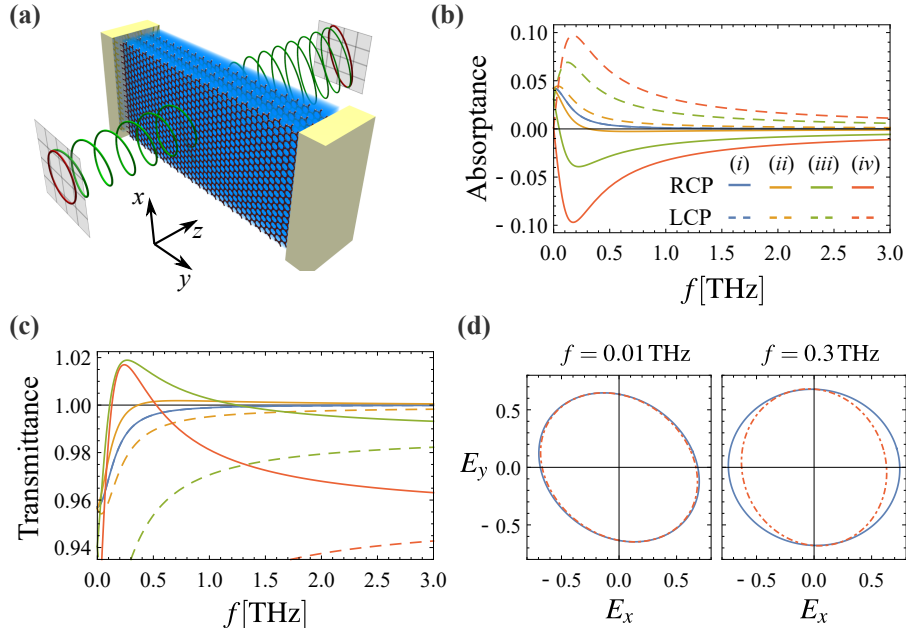 (a)
x
z
y
(b)
Absorptance
0.10
0.05
0.00
- 0.05
- 0.10
(i) (ii) (iii) (iv)
RCP
LCP
0.0 0.5 1.0 1.5 2.0 2.5 3.0
f[THz]
(c)
Transmittance
1.02
1.00
0.98
0.96
0.94
0.0 0.5 1.0 1.5 2.0 2.5 3.0
f[THz]
(d)
f = 0.01 THz f = 0.3 THz
E_y
0.5
0.0
- 0.5
- 0.5 0.0 0.5 - 0.5 0.0 0.5
E_x E_x